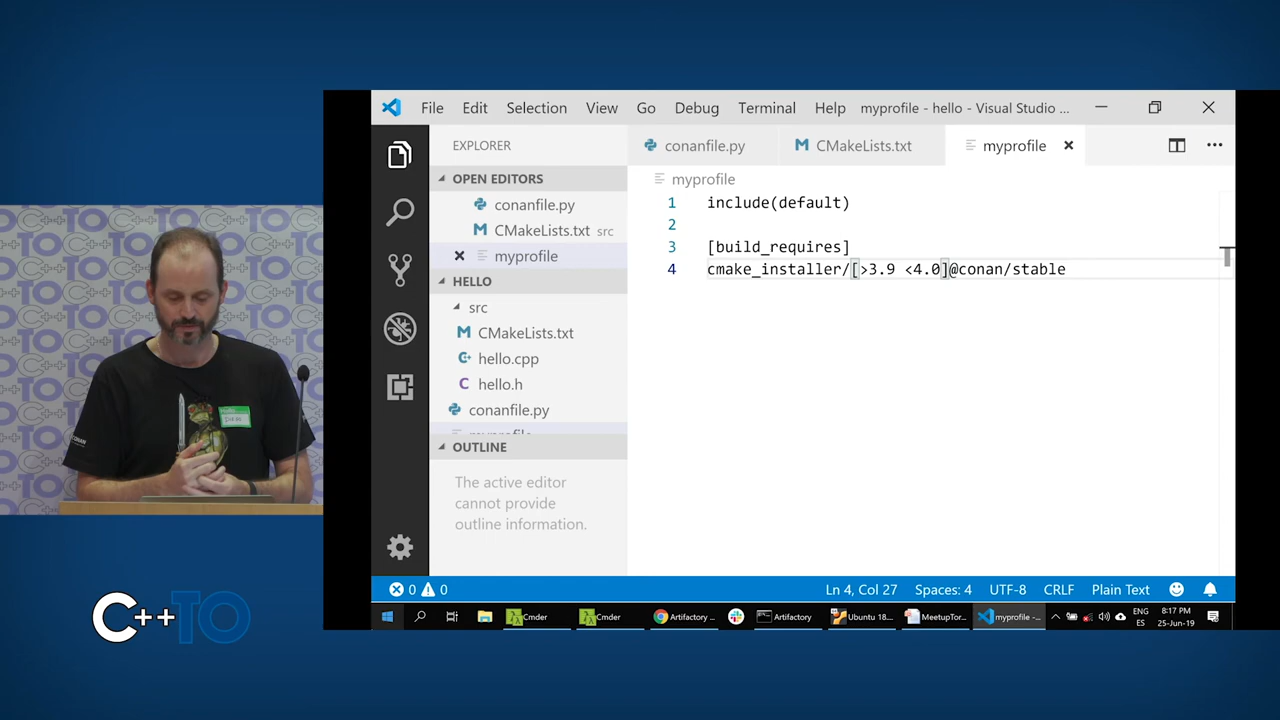 File Edit Selection View Go Debug Terminal Help myprofile - hello - Visual Studio ...
EXPLORER
OPEN EDITORS
conanfile.py
CMakeLists.txt src
myprofile
HELLO
src
CMakeLists.txt
hello.cpp
hello.h
conanfile.py
myprofile
OUTLINE
The active editor
cannot provide
outline information.
conanfile.py CMakeLists.txt myprofile
myprofile
1 include(default)
2
3 [build_requires]
4 cmake_installer/[>3.9 <4.0]@conan/stable
0 0 Ln 4, Col 27 Spaces: 4 UTF-8 CRLF Plain Text
Cmder Cmder Artifactory ... Artifactory Ubuntu 18.... MeetupTor... myprofile -...
ENG
ES
8:17 PM
25-Jun-19
CONAN
C++TO